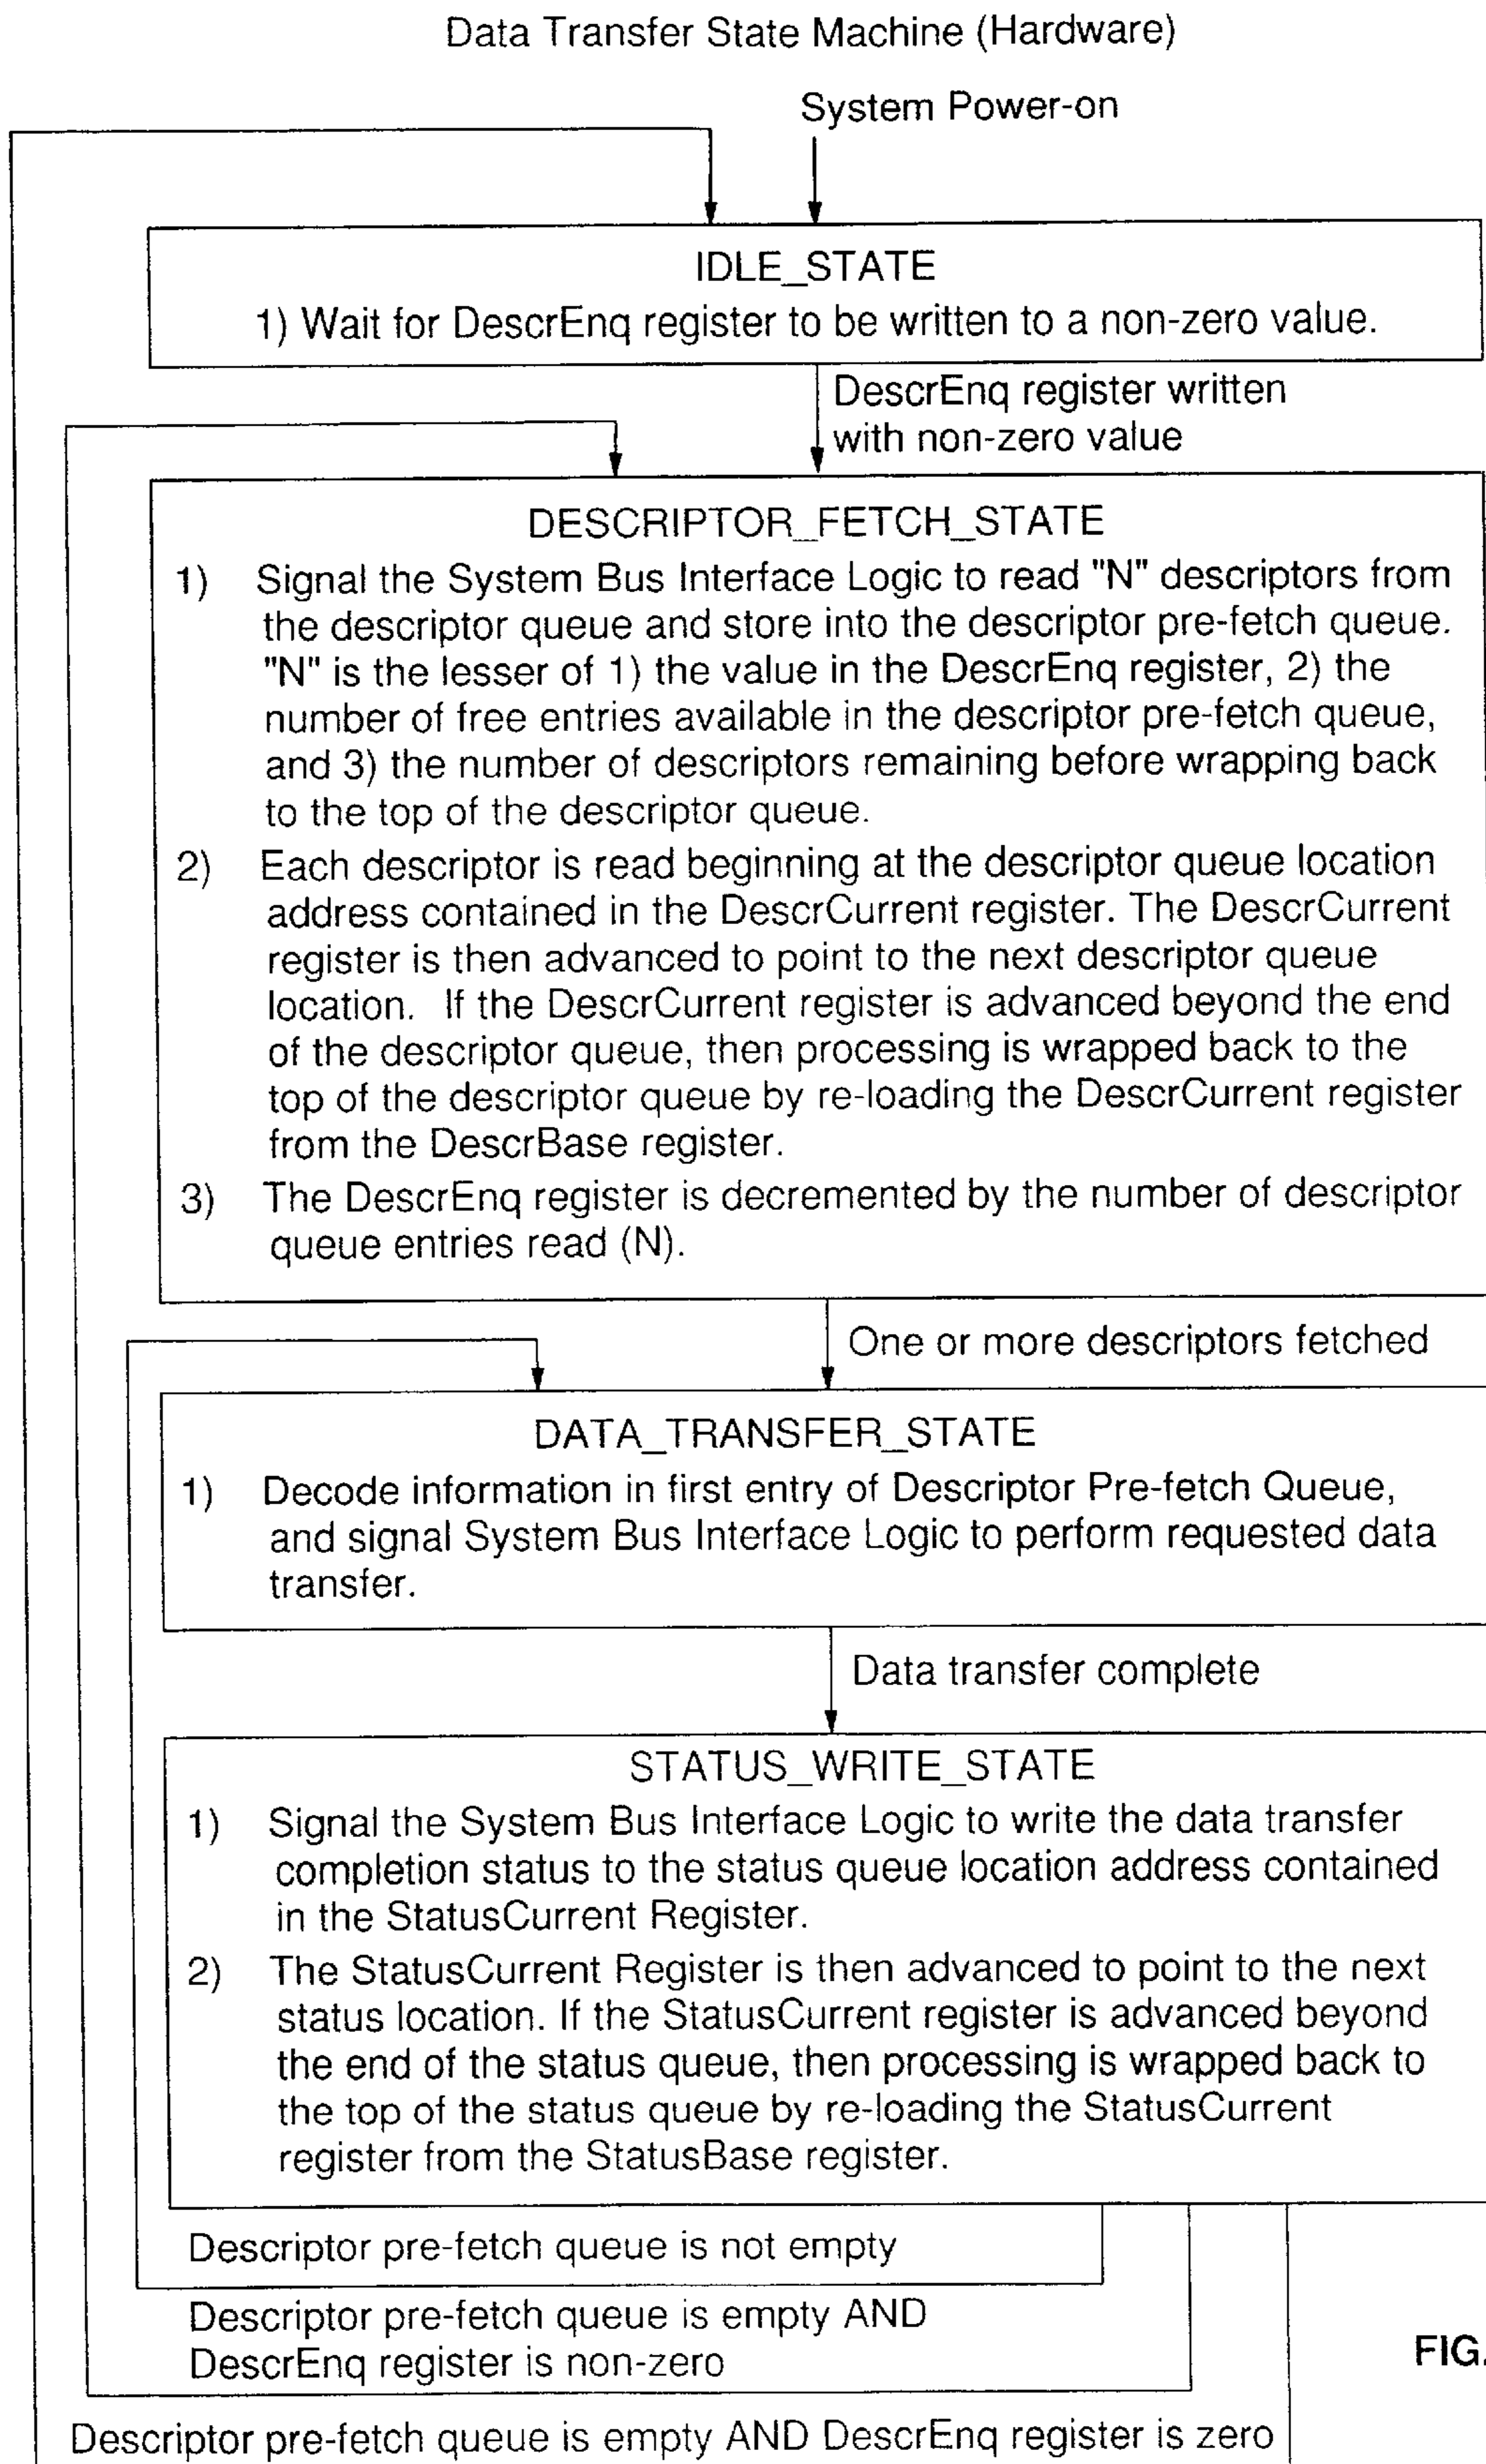 Data Transfer State Machine (Hardware)
System Power-on
IDLE_STATE
1) Wait for DescrEnq register to be written to a non-zero value.
DescrEnq register written
with non-zero value
DESCRIPTOR_FETCH_STATE
1) Signal the System Bus Interface Logic to read "N" descriptors from
the descriptor queue and store into the descriptor pre-fetch queue.
"N" is the lesser of 1) the value in the DescrEnq register, 2) the
number of free entries available in the descriptor pre-fetch queue,
and 3) the number of descriptors remaining before wrapping back
to the top of the descriptor queue.
2) Each descriptor is read beginning at the descriptor queue location
address contained in the DescrCurrent register. The DescrCurrent
register is then advanced to point to the next descriptor queue
location. If the DescrCurrent register is advanced beyond the end
of the descriptor queue, then processing is wrapped back to the
top of the descriptor queue by re-loading the DescrCurrent register
from the DescrBase register.
3) The DescrEnq register is decremented by the number of descriptor
queue entries read (N).
One or more descriptors fetched
DATA_TRANSFER_STATE
1) Decode information in first entry of Descriptor Pre-fetch Queue,
and signal System Bus Interface Logic to perform requested data
transfer.
Data transfer complete
STATUS_WRITE_STATE
1) Signal the System Bus Interface Logic to write the data transfer
completion status to the status queue location address contained
in the StatusCurrent Register.
2) The StatusCurrent Register is then advanced to point to the next
status location. If the StatusCurrent register is advanced beyond
the end of the status queue, then processing is wrapped back to
the top of the status queue by re-loading the StatusCurrent
register from the StatusBase register.
Descriptor pre-fetch queue is not empty
Descriptor pre-fetch queue is empty AND
DescrEnq register is non-zero
FIG.
Descriptor pre-fetch queue is empty AND DescrEnq register is zero